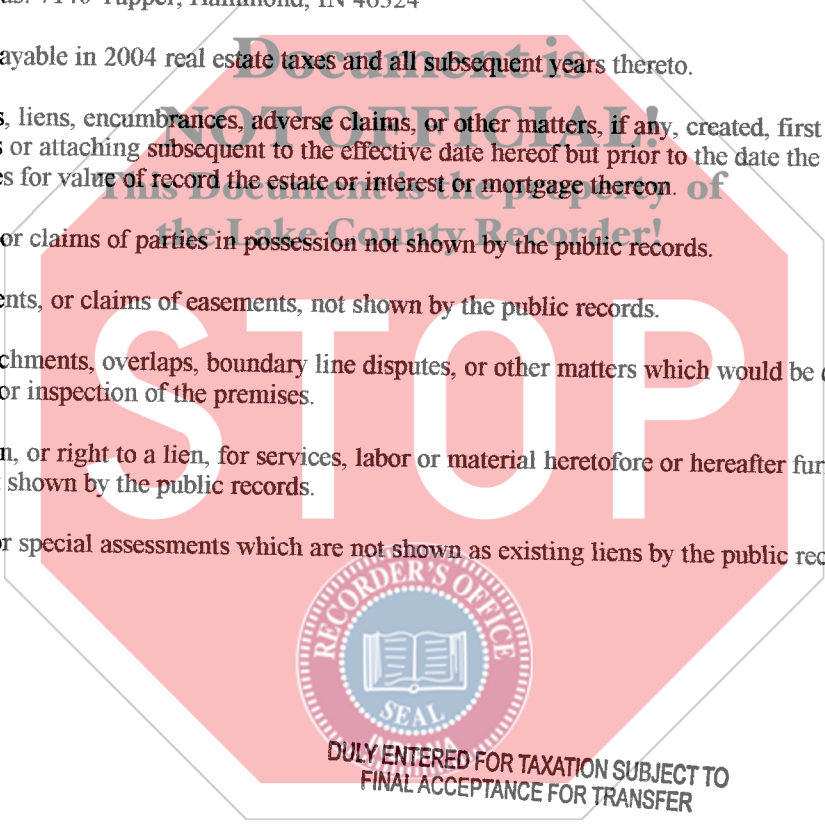 7140 Tapper, Hammond, IN 46324
ayable in 2004 real estate taxes and all subsequent years thereto.
Document is
NOT OFFICIAL!
s, liens, encumbrances, adverse claims, or other matters, if any, created, first
s or attaching subsequent to the effective date hereof but prior to the date the
es for value of record the estate or interest or mortgage thereon.
This Document is the property of
the Lake County Recorder!
or claims of parties in possession not shown by the public records.
ents, or claims of easements, not shown by the public records.
STOP
chments, overlaps, boundary line disputes, or other matters which would be
or inspection of the premises.
n, or right to a lien, for services, labor or material heretofore or hereafter fur
shown by the public records.
r special assessments which are not shown as existing liens by the public rec
RECORDER'S OFFICE
SEAL
INDIANA
DULY ENTERED FOR TAXATION SUBJECT TO
FINAL ACCEPTANCE FOR TRANSFER